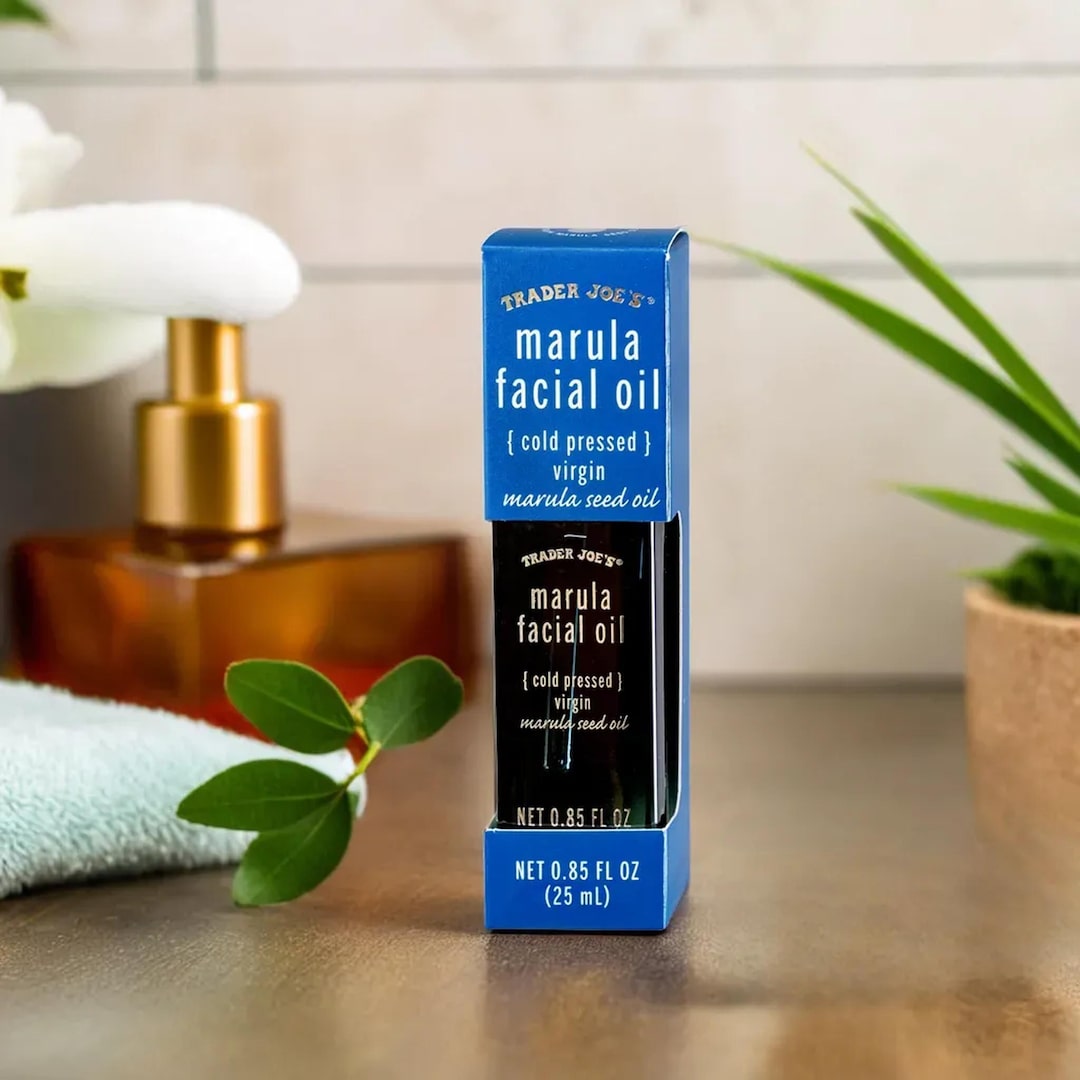 TRADER JOE'S®
marula
facial oil
{ cold pressed }
virgin
marula seed oil
TRADER JOE'S®
marula
facial oil
{ cold pressed }
virgin
marula seed oil
NET 0.85 FL OZ
NET 0.85 FL OZ
(25 mL)